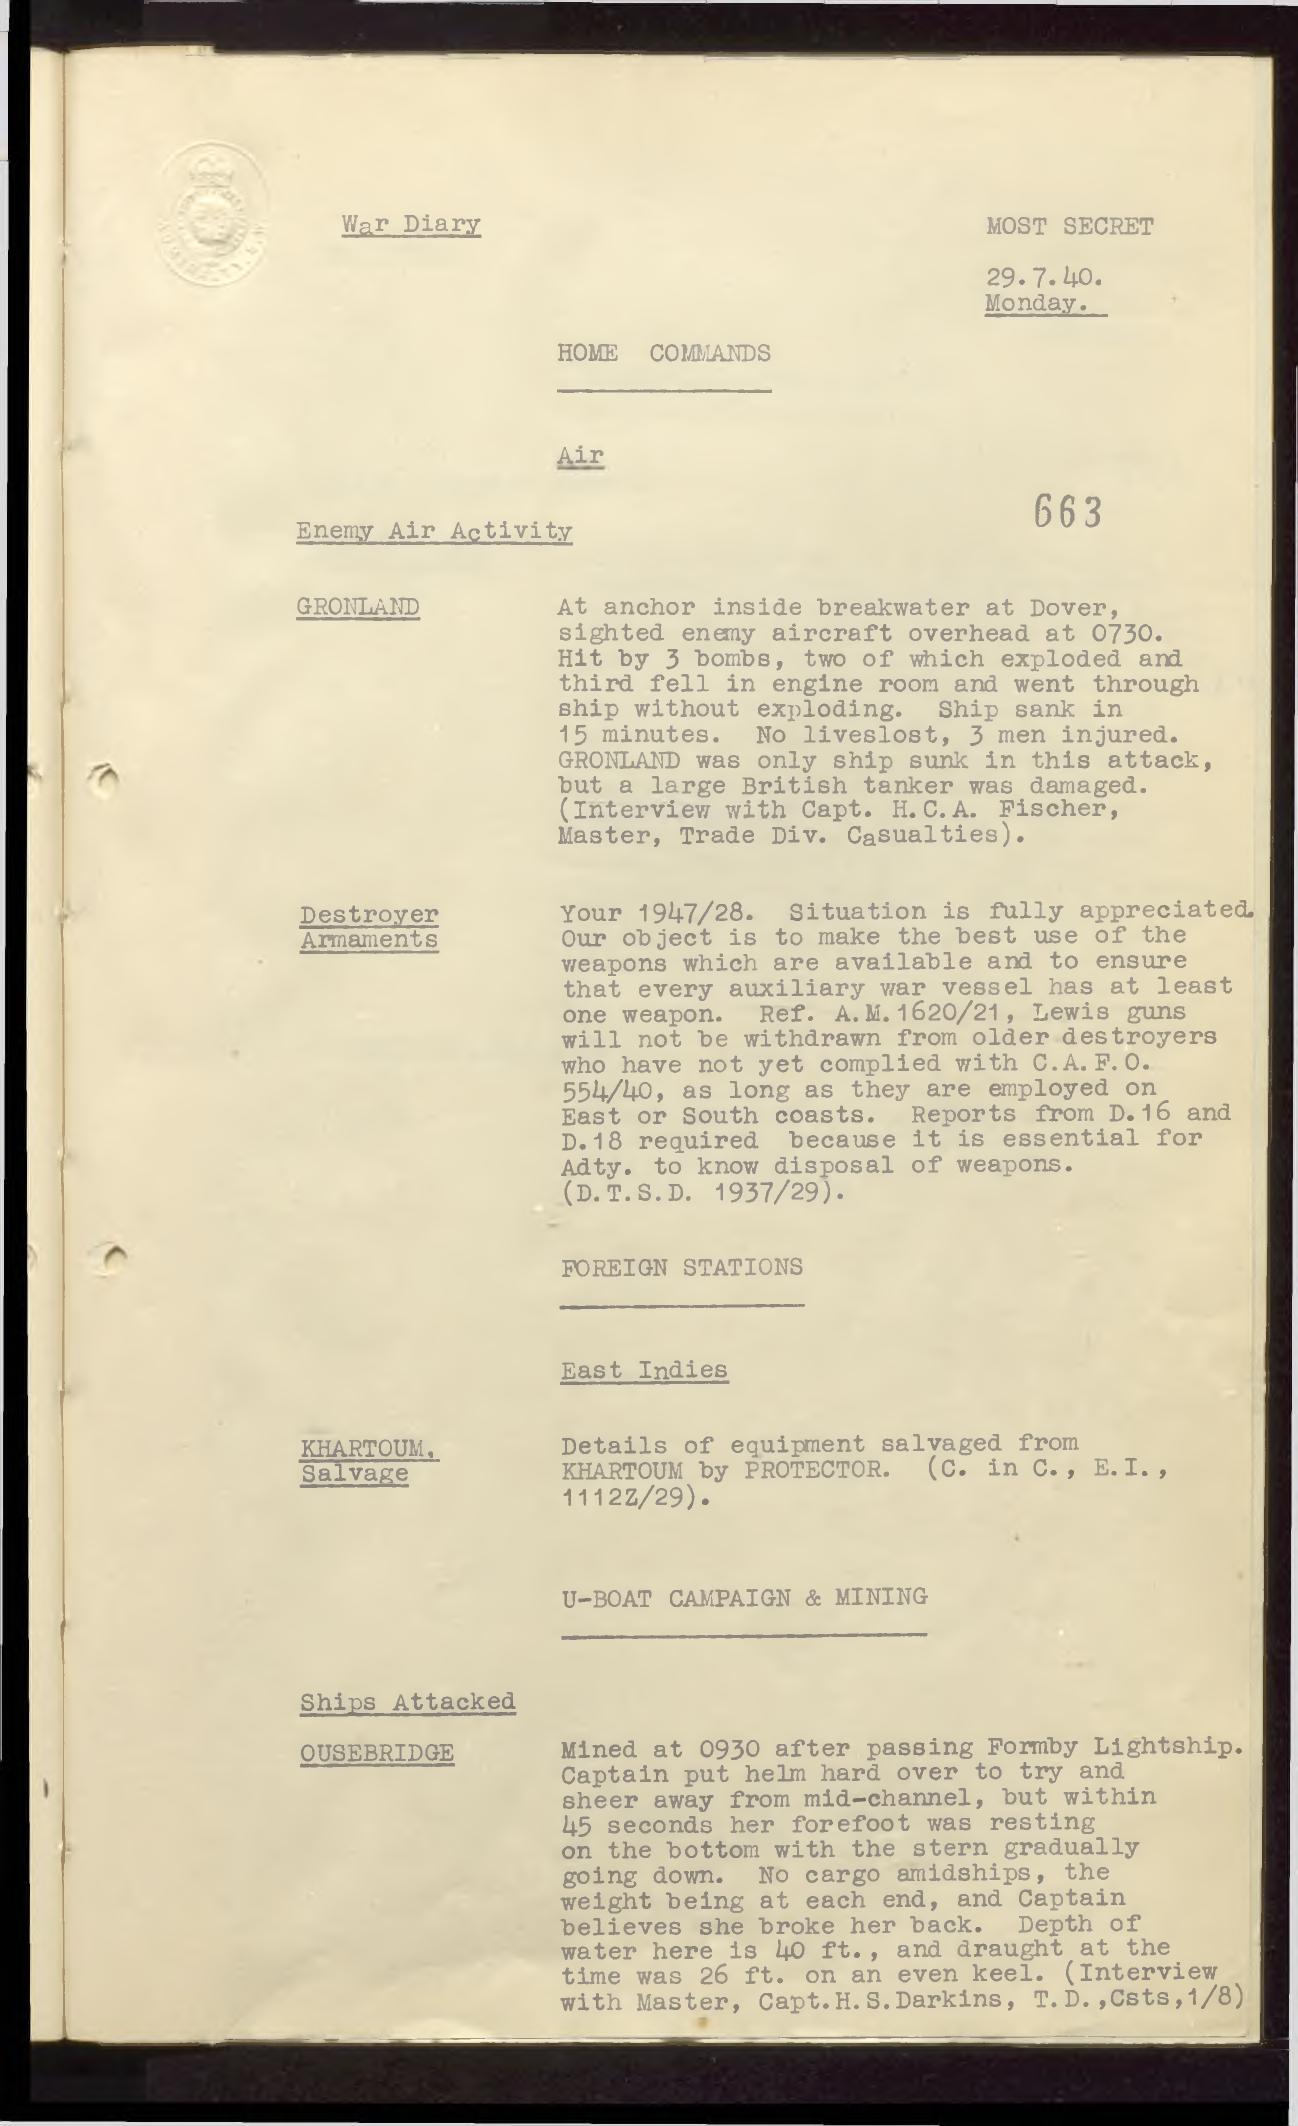 War Diary
MOST SECRET
29.7.40.
Monday.
HOME COMMANDS
Air
663
Enemy Air Activity
GRONLAND
At anchor inside breakwater at Dover,
sighted enemy aircraft overhead at 0730.
Hit by 3 bombs, two of which exploded and
third fell in engine room and went through
ship without exploding. Ship sank in
15 minutes. No liveslost, 3 men injured.
GRONLAND was only ship sunk in this attack,
but a large British tanker was damaged.
(Interview with Capt. H.C.A. Fischer,
Master, Trade Div. Casualties).
Destroyer
Armaments
Your 1947/28. Situation is fully appreciated.
Our object is to make the best use of the
weapons which are available and to ensure
that every auxiliary war vessel has at least
one weapon. Ref. A.M.1620/21, Lewis guns
will not be withdrawn from older destroyers
who have not yet complied with C.A.F.O.
554/40, as long as they are employed on
East or South coasts. Reports from D.16 and
D.18 required because it is essential for
Adty. to know disposal of weapons.
(D.T.S.D. 1937/29).
FOREIGN STATIONS
East Indies
KHARTOUM.
Salvage
Details of equipment salvaged from
KHARTOUM by PROTECTOR. (C. in C., E.I.,
1112Z/29).
U-BOAT CAMPAIGN & MINING
Ships Attacked
OUSEBRIDGE
Mined at 0930 after passing Formby Lightship.
Captain put helm hard over to try and
sheer away from mid-channel, but within
45 seconds her forefoot was resting
on the bottom with the stern gradually
going down. No cargo amidships, the
weight being at each end, and Captain
believes she broke her back. Depth of
water here is 40 ft., and draught at the
time was 26 ft. on an even keel. (Interview
with Master, Capt.H.S.Darkins, T.D.,Csts,1/8)